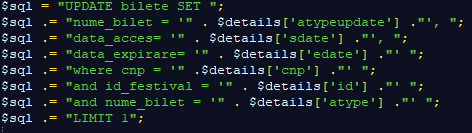 $sql = "UPDATE bilete SET ";
$sql .= "nume_bilet = '" . $details['atypeupdate'] ."', ";
$sql .= "data_acces= '" . $details['sdate'] ."', ";
$sql .= "data_expirare= '" . $details['edate'] ."' ";
$sql .= "where cnp = '" .$details['cnp'] ."' ";
$sql .= "and id_festival = '" . $details['id'] ."' ";
$sql .= "and nume_bilet = '" . $details['atype'] ."' ";
$sql .= "LIMIT 1";